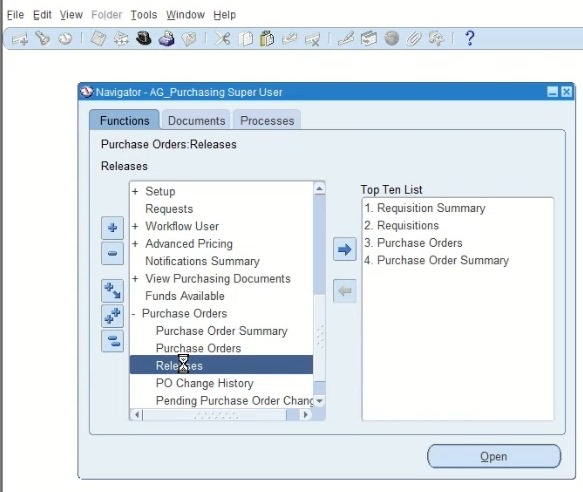 File Edit View Folder Tools Window Help
?
Navigator - AG_Purchasing Super User
Functions Documents Processes
Purchase Orders:Releases
Releases
+ Setup
Requests
+ Workflow User
+ Advanced Pricing
Notifications Summary
+ View Purchasing Documents
Funds Available
- Purchase Orders
Purchase Order Summary
Purchase Orders
Releases
PO Change History
Pending Purchase Order Chang
Top Ten List
1. Requisition Summary
2. Requisitions
3. Purchase Orders
4. Purchase Order Summary
Open